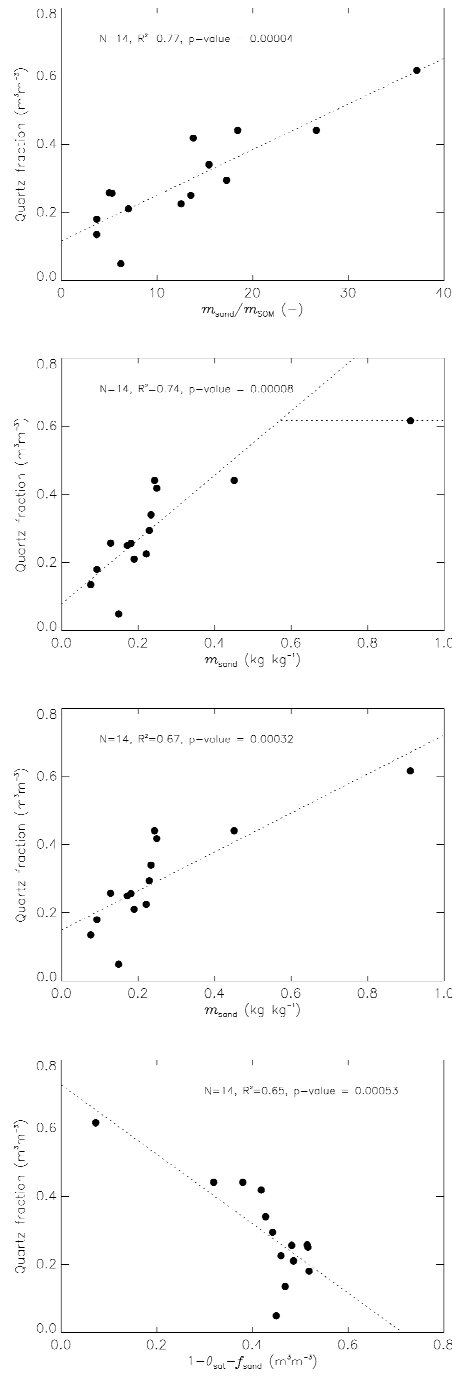 N=14, R²=0.77, p-value = 0.00004
0.8
0.6
0.4
0.2
0.0
Quartz fraction (m³m⁻³)
0 10 20 30 40
m_sand/m_SOM (−)
N=14, R²=0.74, p-value = 0.00008
0.8
0.6
0.4
0.2
0.0
Quartz fraction (m³m⁻³)
0.0 0.2 0.4 0.6 0.8 1.0
m_sand (kg kg⁻¹)
N=14, R²=0.67, p-value = 0.00032
0.8
0.6
0.4
0.2
0.0
Quartz fraction (m³m⁻³)
0.0 0.2 0.4 0.6 0.8 1.0
m_sand (kg kg⁻¹)
N=14, R²=0.65, p-value = 0.00053
0.8
0.6
0.4
0.2
0.0
Quartz fraction (m³m⁻³)
0.0 0.2 0.4 0.6 0.8
1−θ_sat−f_sand (m³m⁻³)